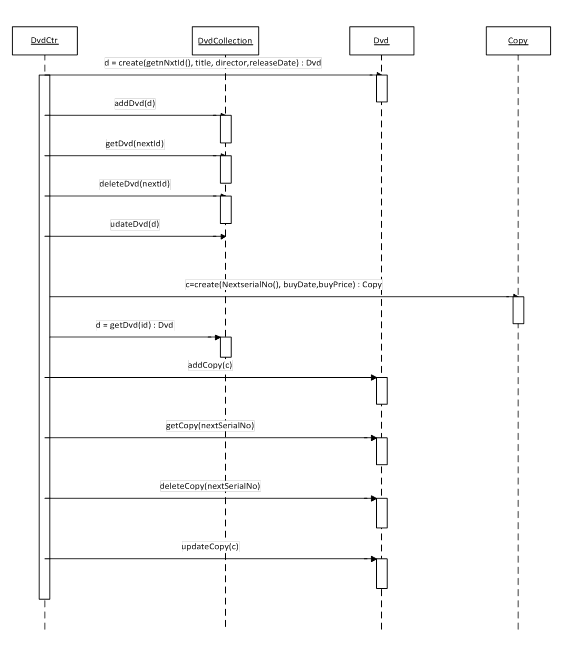 DvdCtr DvdCollection Dvd Copy
d = create(getnNxtId(), title, director,releaseDate) : Dvd
addDvd(d)
getDvd(nextId)
deleteDvd(nextId)
udateDvd(d)
c=create(NextserialNo(), buyDate,buyPrice) : Copy
d = getDvd(id) : Dvd
addCopy(c)
getCopy(nextSerialNo)
deleteCopy(nextSerialNo)
updateCopy(c)